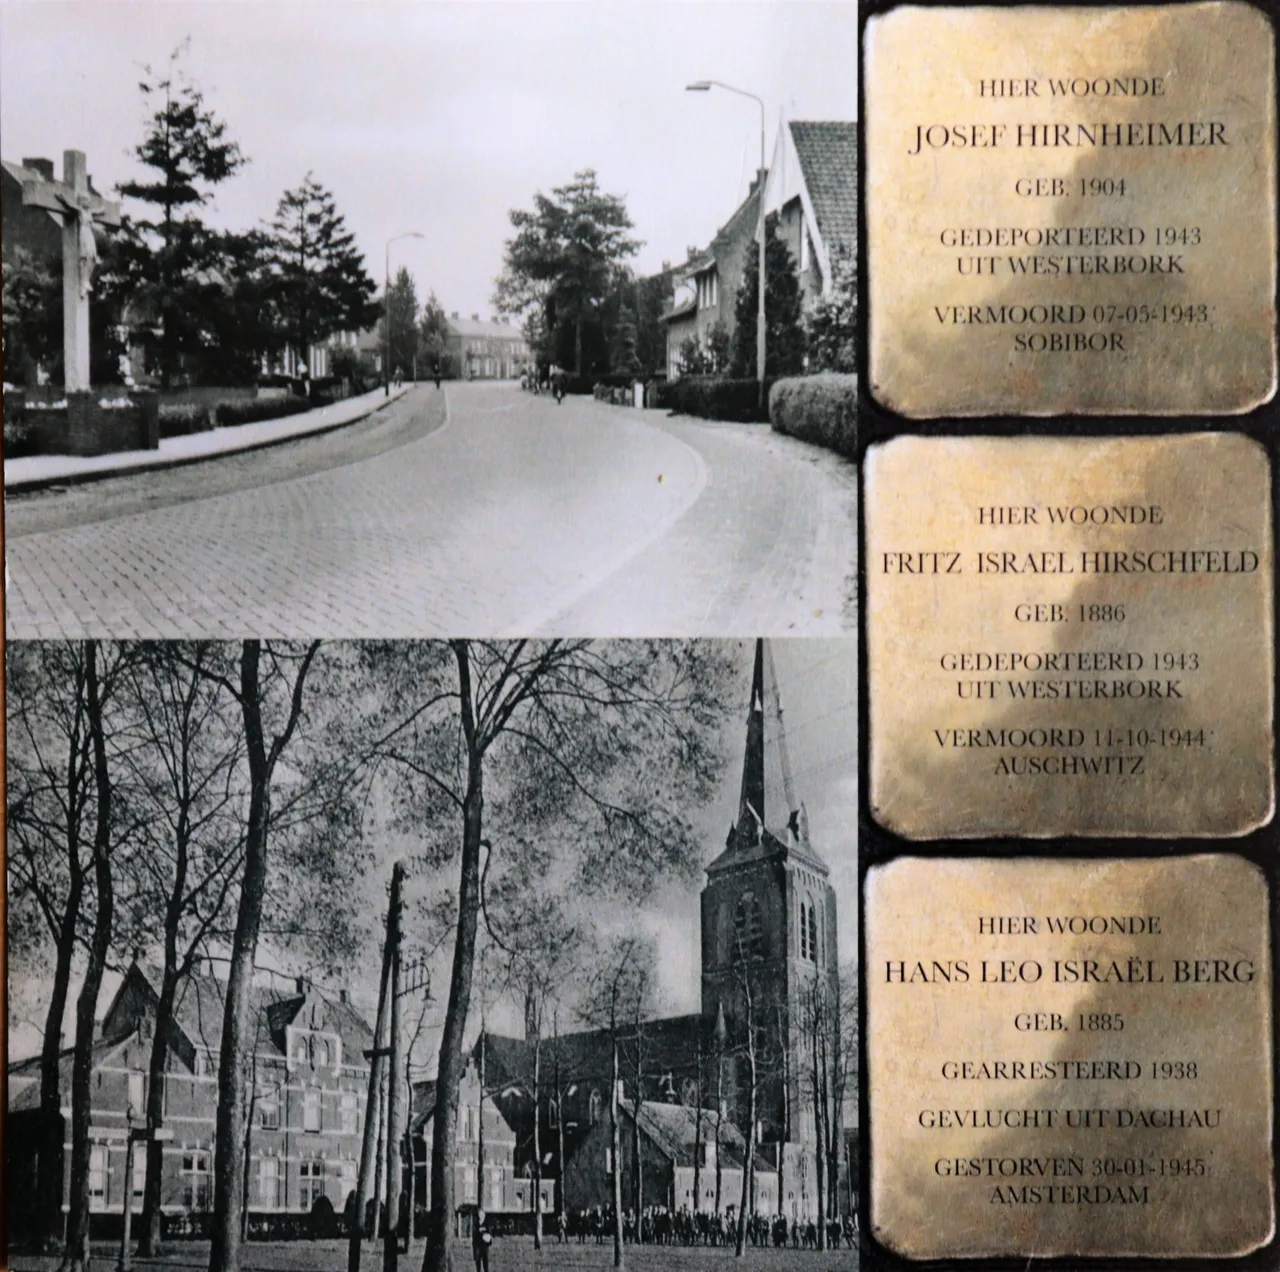 HIER WOONDE
JOSEF HIRNHEIMER
GEB. 1904
GEDEPORTEERD 1943
UIT WESTERBORK
VERMOORD 07-05-1943
SOBIBOR
HIER WOONDE
FRITZ ISRAEL HIRSCHFELD
GEB. 1886
GEDEPORTEERD 1943
UIT WESTERBORK
VERMOORD 11-10-1944
AUSCHWITZ
HIER WOONDE
HANS LEO ISRAËL BERG
GEB. 1885
GEARRESTEERD 1938
GEVLUCHT UIT DACHAU
GESTORVEN 30-01-1945
AMSTERDAM